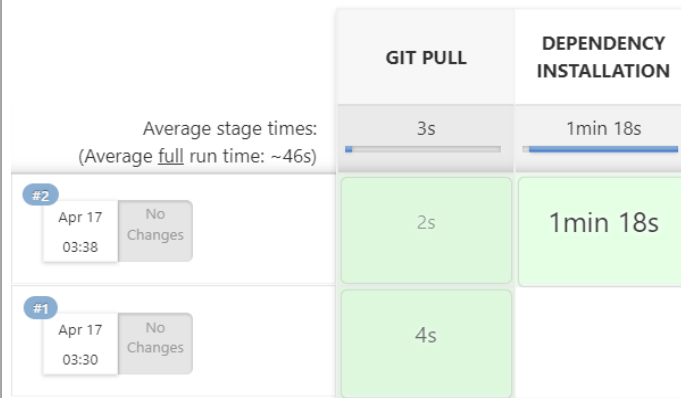 GIT PULL
DEPENDENCY
INSTALLATION
Average stage times:
3s
1min 18s
(Average full run time: ~46s)
#2
Apr 17
No
Changes
03:38
2s
1min 18s
#1
Apr 17
No
Changes
03:30
4s